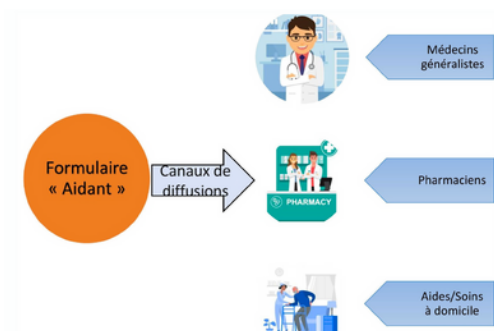 Médecins
généralistes
Formulaire
« Aidant »
Canaux de
diffusions
PHARMACY
Pharmaciens
Aides/Soins
à domicile